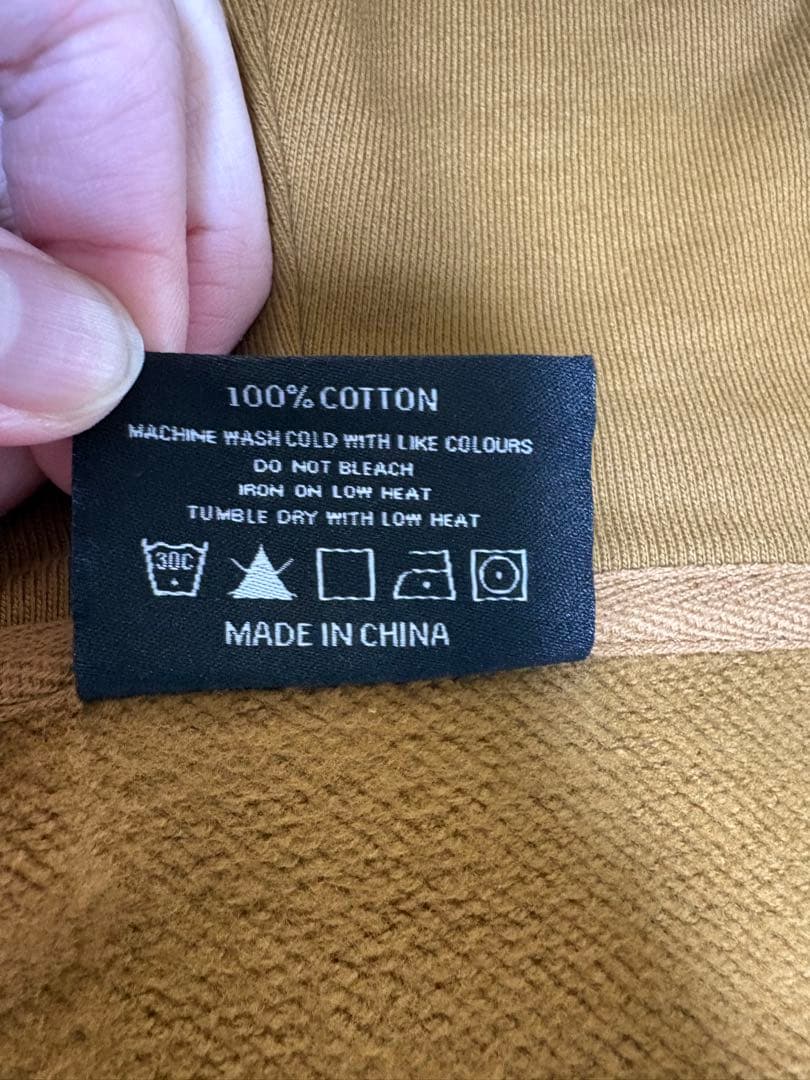 100% COTTON
MACHINE WASH COLD WITH LIKE COLOURS
DO NOT BLEACH
IRON ON LOW HEAT
TUMBLE DRY WITH LOW HEAT
30C
MADE IN CHINA